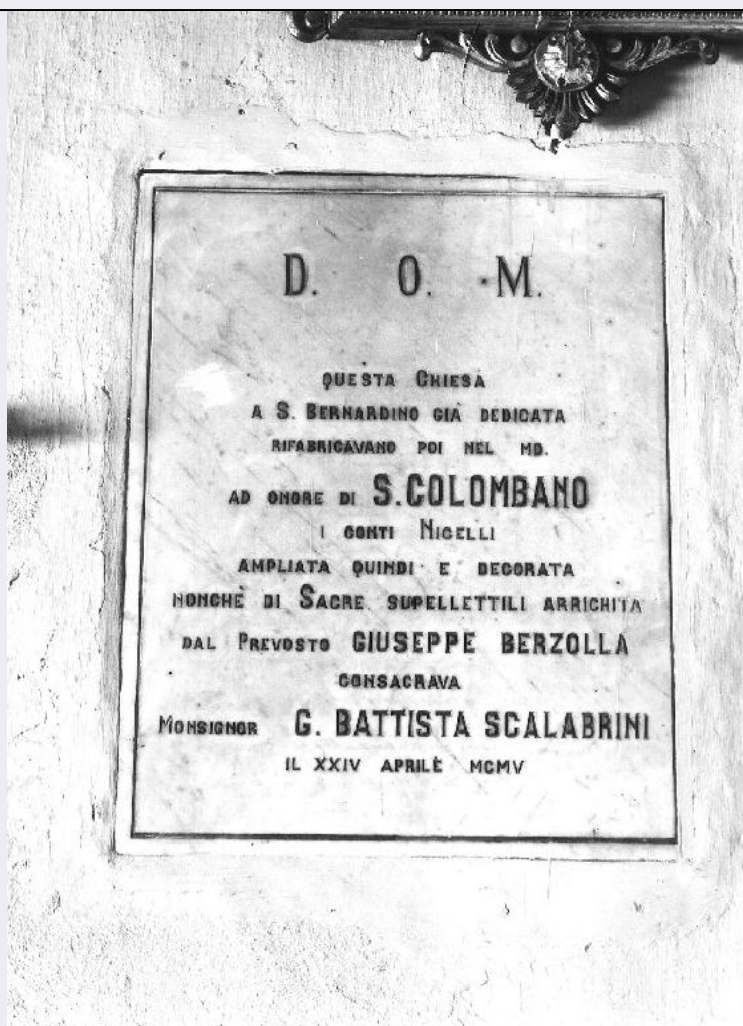 D. O. M.
QUESTA CHIESA
A S. BERNARDINO GIÀ DEDICATA
RIFABRICAVANO POI NEL MD.
AD ONORE DI S. COLOMBANO
I CONTI NICELLI
AMPLIATA QUINDI E DECORATA
NONCHÈ DI SACRE SUPELLETTILI ARRICHITA
DAL PREVOSTO GIUSEPPE BERZOLLA
CONSACRAVA
MONSIGNOR G. BATTISTA SCALABRINI
IL XXIV APRILE MCMV